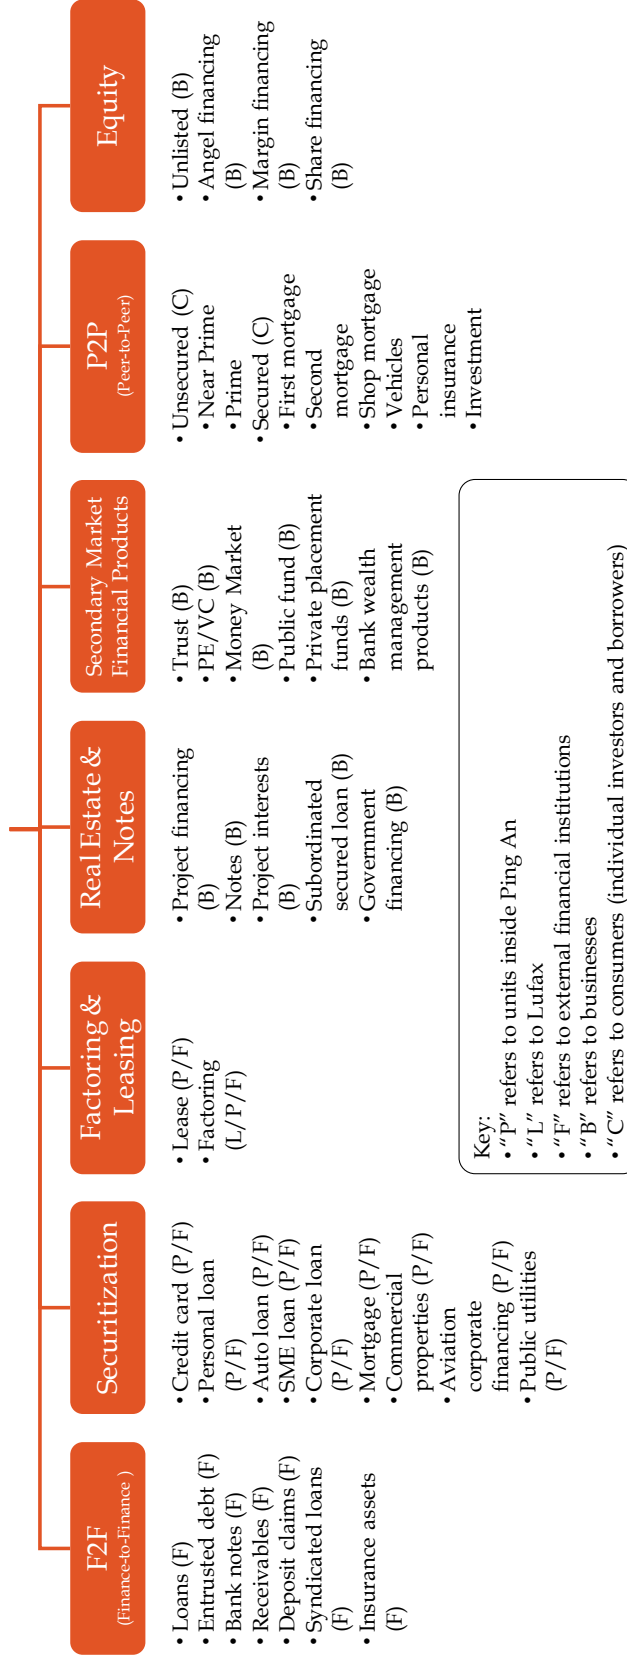 F2F
(Finance-to-Finance )
• Loans (F)
• Entrusted debt (F)
• Bank notes (F)
• Receivables (F)
• Deposit claims (F)
• Syndicated loans
(F)
• Insurance assets
(F)
Securitization
• Credit card (P/F)
• Personal loan
(P/F)
• Auto loan (P/F)
• SME loan (P/F)
• Corporate loan
(P/F)
• Mortgage (P/F)
• Commercial
properties (P/F)
• Aviation
corporate
financing (P/F)
• Public utilities
(P/F)
Factoring &
Leasing
• Lease (P/F)
• Factoring
(L/P/F)
Real Estate &
Notes
• Project financing
(B)
• Notes (B)
• Project interests
(B)
• Subordinated
secured loan (B)
• Government
financing (B)
Secondary Market
Financial Products
• Trust (B)
• PE/VC (B)
• Money Market
(B)
• Public fund (B)
• Private placement
funds (B)
• Bank wealth
management
products (B)
P2P
(Peer-to-Peer)
• Unsecured (C)
• Near Prime
• Prime
• Secured (C)
• First mortgage
• Second
mortgage
• Shop mortgage
• Vehicles
• Personal
insurance
• Investment
Equity
• Unlisted (B)
• Angel financing
(B)
• Margin financing
(B)
• Share financing
(B)
Key:
• “P” refers to units inside Ping An
• “L” refers to Lufax
• “F” refers to external financial institutions
• “B” refers to businesses
• “C” refers to consumers (individual investors and borrowers)